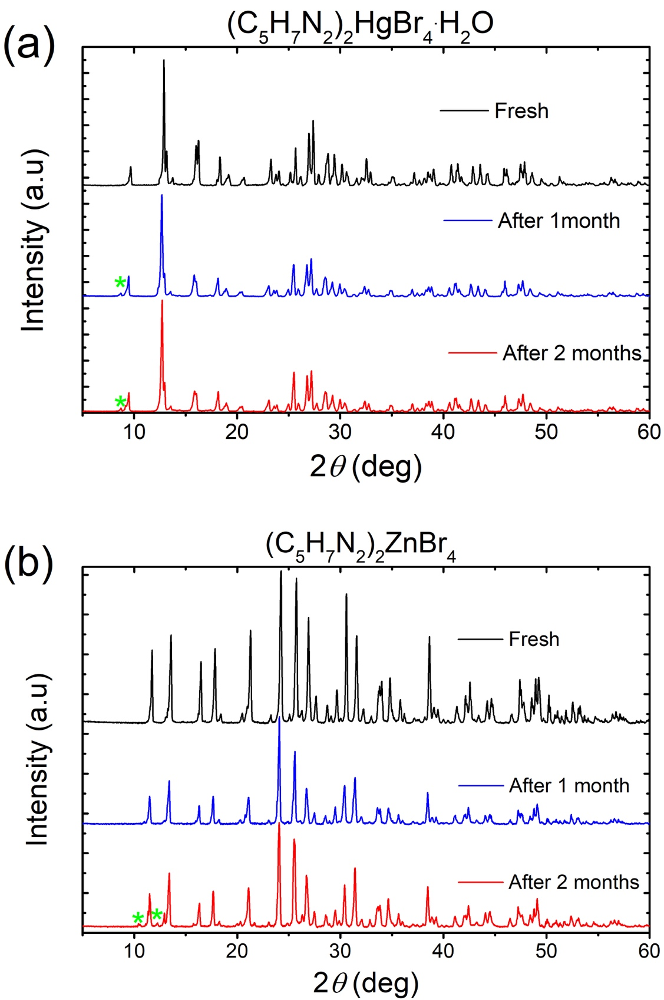 (a)
(C5H7N2)2HgBr4·H2O
Intensity (a.u)
Fresh
After 1month
*
After 2 months
*
10 20 30 40 50 60
2θ (deg)
(b)
(C5H7N2)2ZnBr4
Intensity (a.u)
Fresh
After 1 month
After 2 months
* *
10 20 30 40 50 60
2θ (deg)